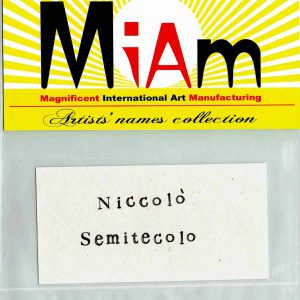 MiAm
Magnificent International Art Manufacturing
Artists' names collection
Niccolò
Semitecolo